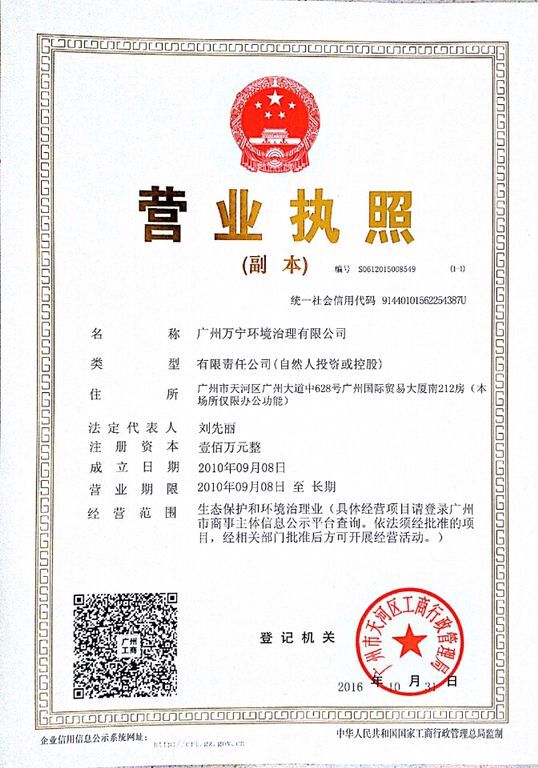 营业执照
(副 本) 编号 S0612015008549 (1-1)
统一社会信用代码 91440101562254387U
名 称 广州万宁环境治理有限公司
类 型 有限责任公司(自然人投资或控股)
住 所 广州市天河区广州大道中628号广州国际贸易大厦南212房（本
场所仅限办公功能）
法定代表人 刘先丽
注册资本 壹佰万元整
成立日期 2010年09月08日
营业期限 2010年09月08日 至 长期
经营范围 生态保护和环境治理业（具体经营项目请登录广州
市商事主体信息公示平台查询。依法须经批准的项
目，经相关部门批准后方可开展经营活动。）
广州
工商
登记机关
广州市天河区工商行政管理局
2016 年 10 月 31 日
企业信用信息公示系统网址： http://cri.gz.gov.cn
中华人民共和国国家工商行政管理总局监制